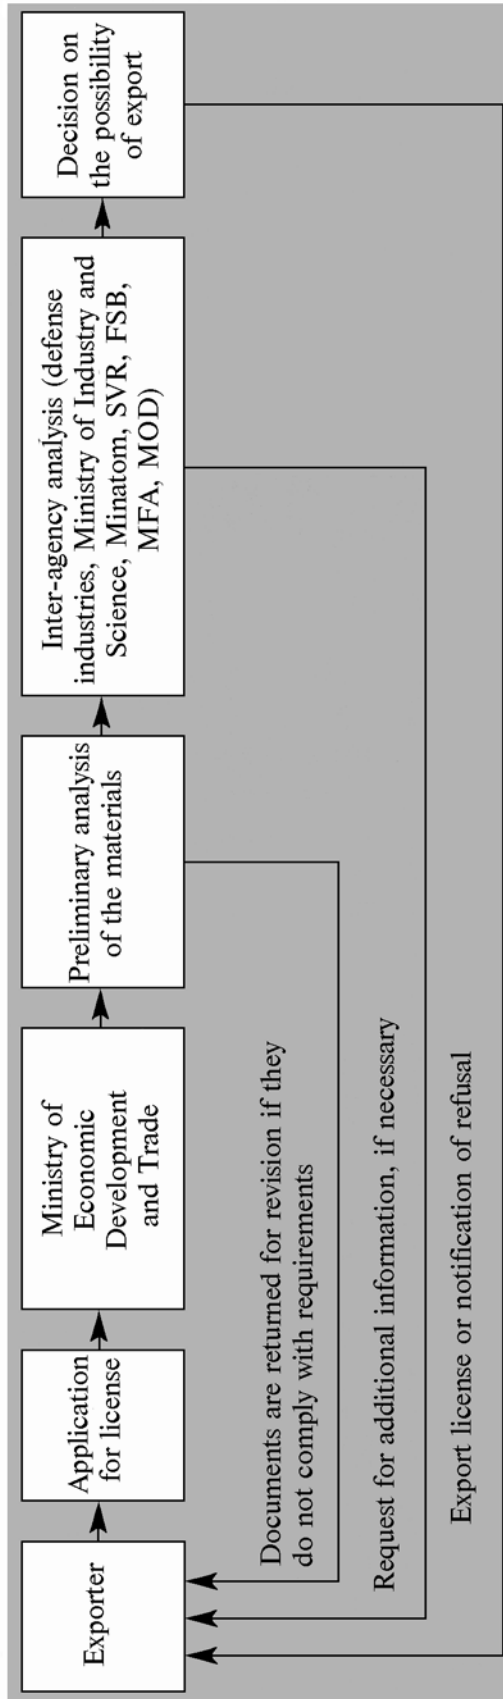 Exporter
Application
for license
Ministry of
Economic
Development
and Trade
Preliminary analysis
of the materials
Inter-agency analysis (defense
industries, Ministry of Industry and
Science, Minatom, SVR, FSB,
MFA, MOD)
Decision on
the possibility
of export
Documents are returned for revision if they
do not comply with requirements
Request for additional information, if necessary
Export license or notification of refusal